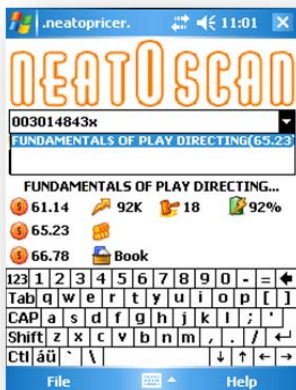 .neatopricer. 11:01
NEATOSCAN
003014843x
FUNDAMENTALS OF PLAY DIRECTING(65.23)
FUNDAMENTALS OF PLAY DIRECTING...
61.14 92K 18 92%
65.23
66.78 Book
123 1 2 3 4 5 6 7 8 9 0 - =
Tab q w e r t y u i o p [ ]
CAP a s d f g h j k l ; '
Shift z x c v b n m , . /
Ctl áü ` \
File Help